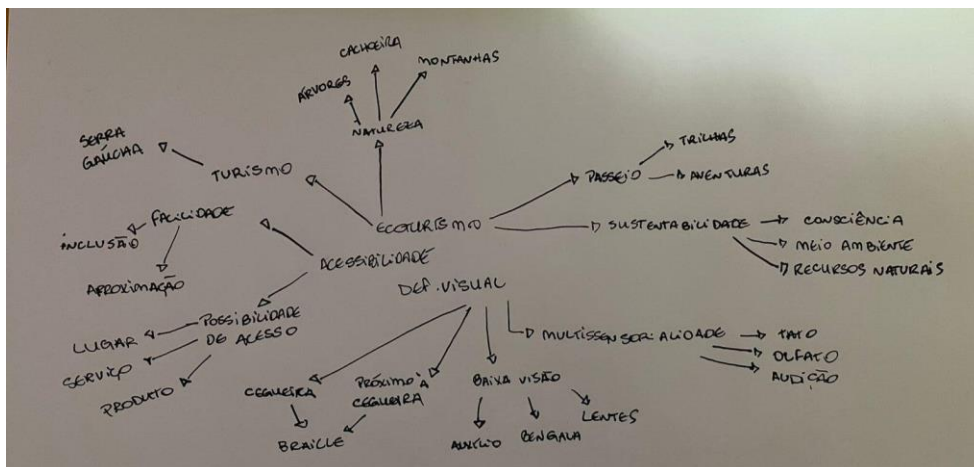 CACHOEIRA
MONTANHAS
ÁRVORES
NATUREZA
SERRA
GAÚCHA
TURISMO
TRILHAS
PASSEIO
AVENTURAS
FACILIDADE
ECOTURISMO
SUSTENTABILIDADE
CONSCIÊNCIA
INCLUSÃO
MEIO AMBIENTE
ACESSIBILIDADE
RECURSOS NATURAIS
APROXIMAÇÃO
DEF. VISUAL
POSSIBILIDADE
DE ACESSO
LUGAR
MULTISSENSORIALIDADE
TATO
SERVIÇO
OLFATO
AUDIÇÃO
PRODUTO
CEGUEIRA
PRÓXIMO À
CEGUEIRA
BAIXA VISÃO
LENTES
BRAILLE
AUXÍLIO
BENGALA